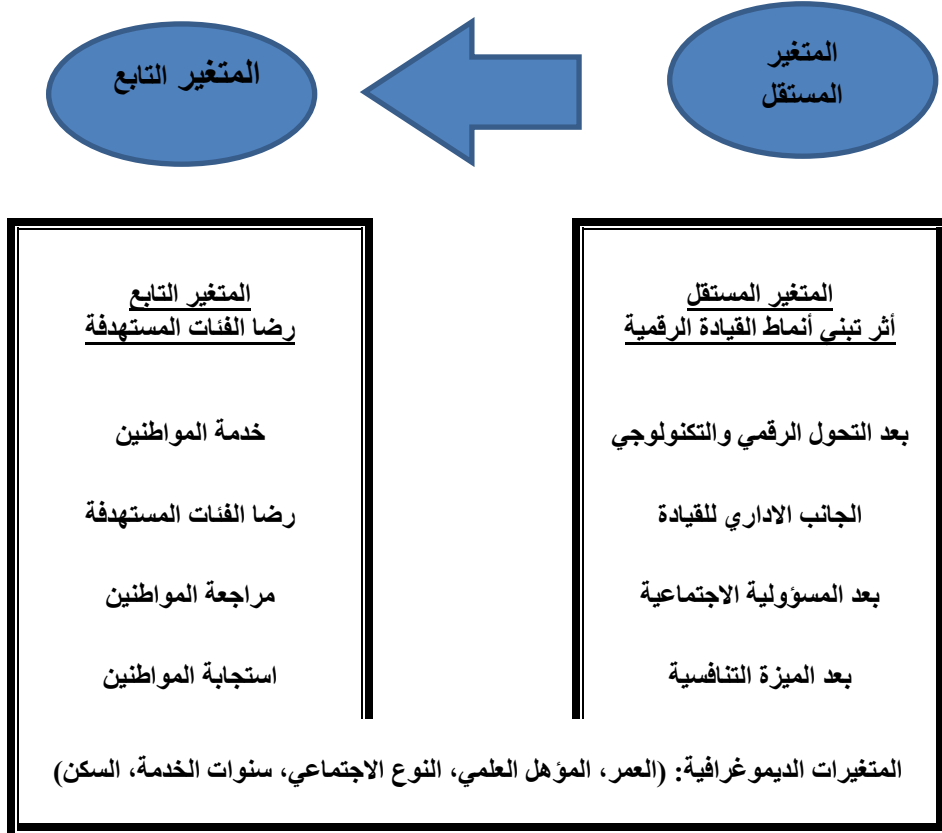 المتغير
المستقل
المتغير التابع
المتغير المستقل
أثر تبني أنماط القيادة الرقمية
بعد التحول الرقمي والتكنولوجي
الجانب الاداري للقيادة
بعد المسؤولية الاجتماعية
بعد الميزة التنافسية
المتغير التابع
رضا الفئات المستهدفة
خدمة المواطنين
رضا الفئات المستهدفة
مراجعة المواطنين
استجابة المواطنين
المتغيرات الديموغرافية: (العمر، المؤهل العلمي، النوع الاجتماعي، سنوات الخدمة، السكن)